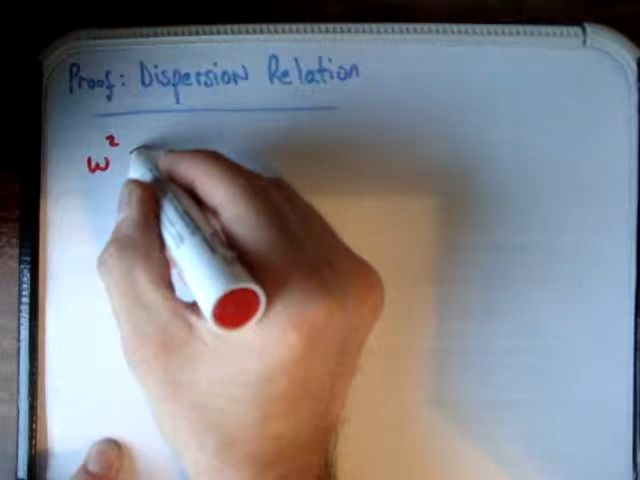 Proof: Dispersion Relation
ω²